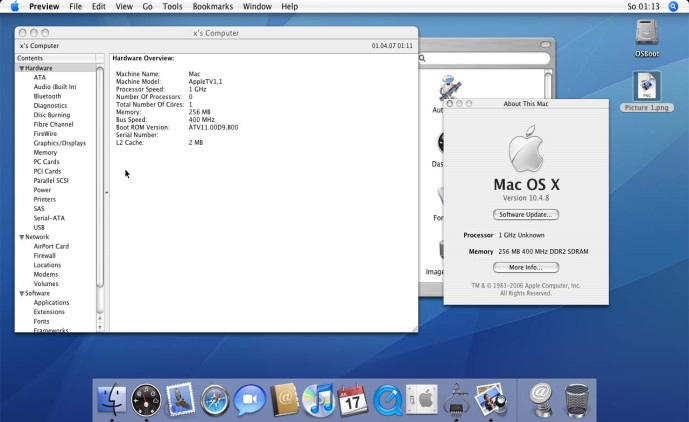 Preview File Edit View Go Tools Bookmarks Window Help
So 01:13
x's Computer
x's Computer
01.04.07 01:11
Contents
Hardware
ATA
Audio (Built In)
Bluetooth
Diagnostics
Disc Burning
Fibre Channel
FireWire
Graphics/Displays
Memory
PC Cards
PCI Cards
Parallel SCSI
Power
Printers
SAS
Serial-ATA
USB
Network
AirPort Card
Firewall
Locations
Modems
Volumes
Software
Applications
Extensions
Fonts
Frameworks
Hardware Overview:
Machine Name: Mac
Machine Model: AppleTV1,1
Processor Speed: 1 GHz
Number Of Processors: 0
Total Number Of Cores: 1
Memory: 256 MB
Bus Speed: 400 MHz
Boot ROM Version: ATV11.00D9.B00
Serial Number:
L2 Cache: 2 MB
Aut
Das
Fon
Image
About This Mac
Mac OS X
Version 10.4.8
Software Update...
Processor 1 GHz Unknown
Memory 256 MB 400 MHz DDR2 SDRAM
More Info...
TM & © 1983–2006 Apple Computer, Inc.
All Rights Reserved.
OSBoot
PNG
Picture 1.png
JUL
17